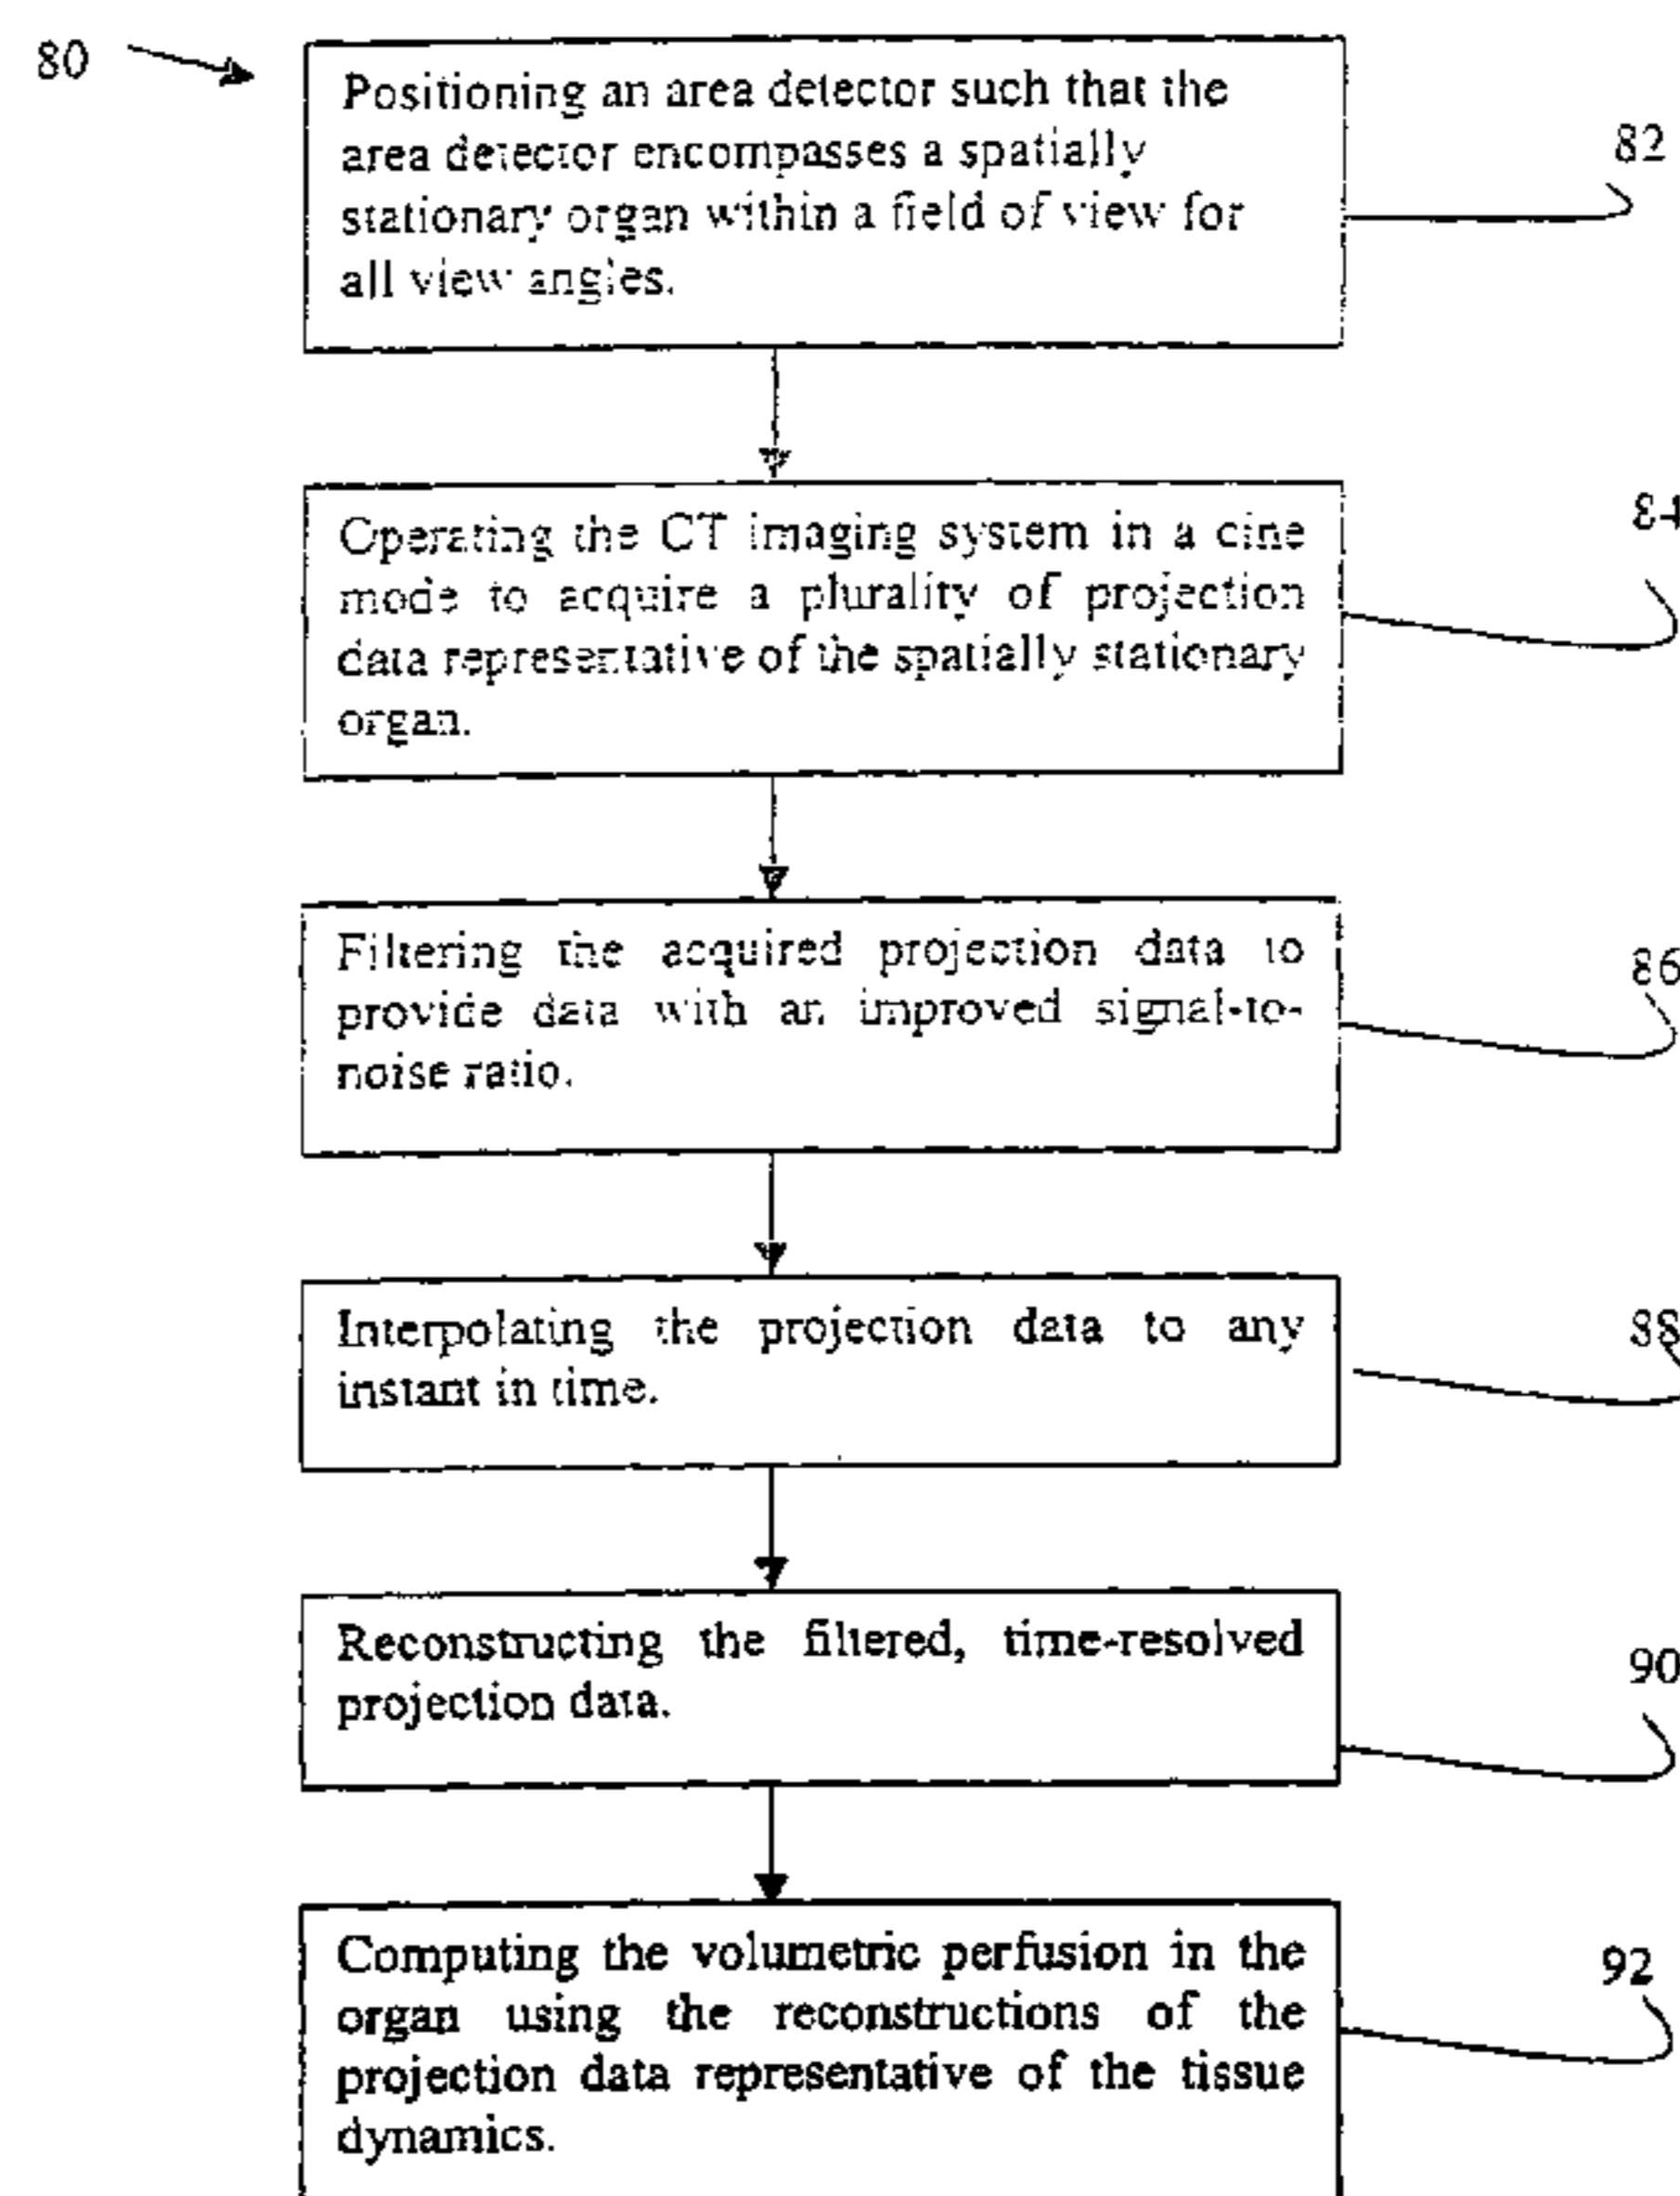 80
Positioning an area detector such that the
area detector encompasses a spatially
stationary organ within a field of view for
all view angles.
82
Operating the CT imaging system in a cine
mode to acquire a plurality of projection
data representative of the spatially stationary
organ.
84
Filtering the acquired projection data to
provide data with an improved signal-to-
noise ratio.
86
Interpolating the projection data to any
instant in time.
88
Reconstructing the filtered, time-resolved
projection data.
90
Computing the volumetric perfusion in the
organ using the reconstructions of the
projection data representative of the tissue
dynamics.
92